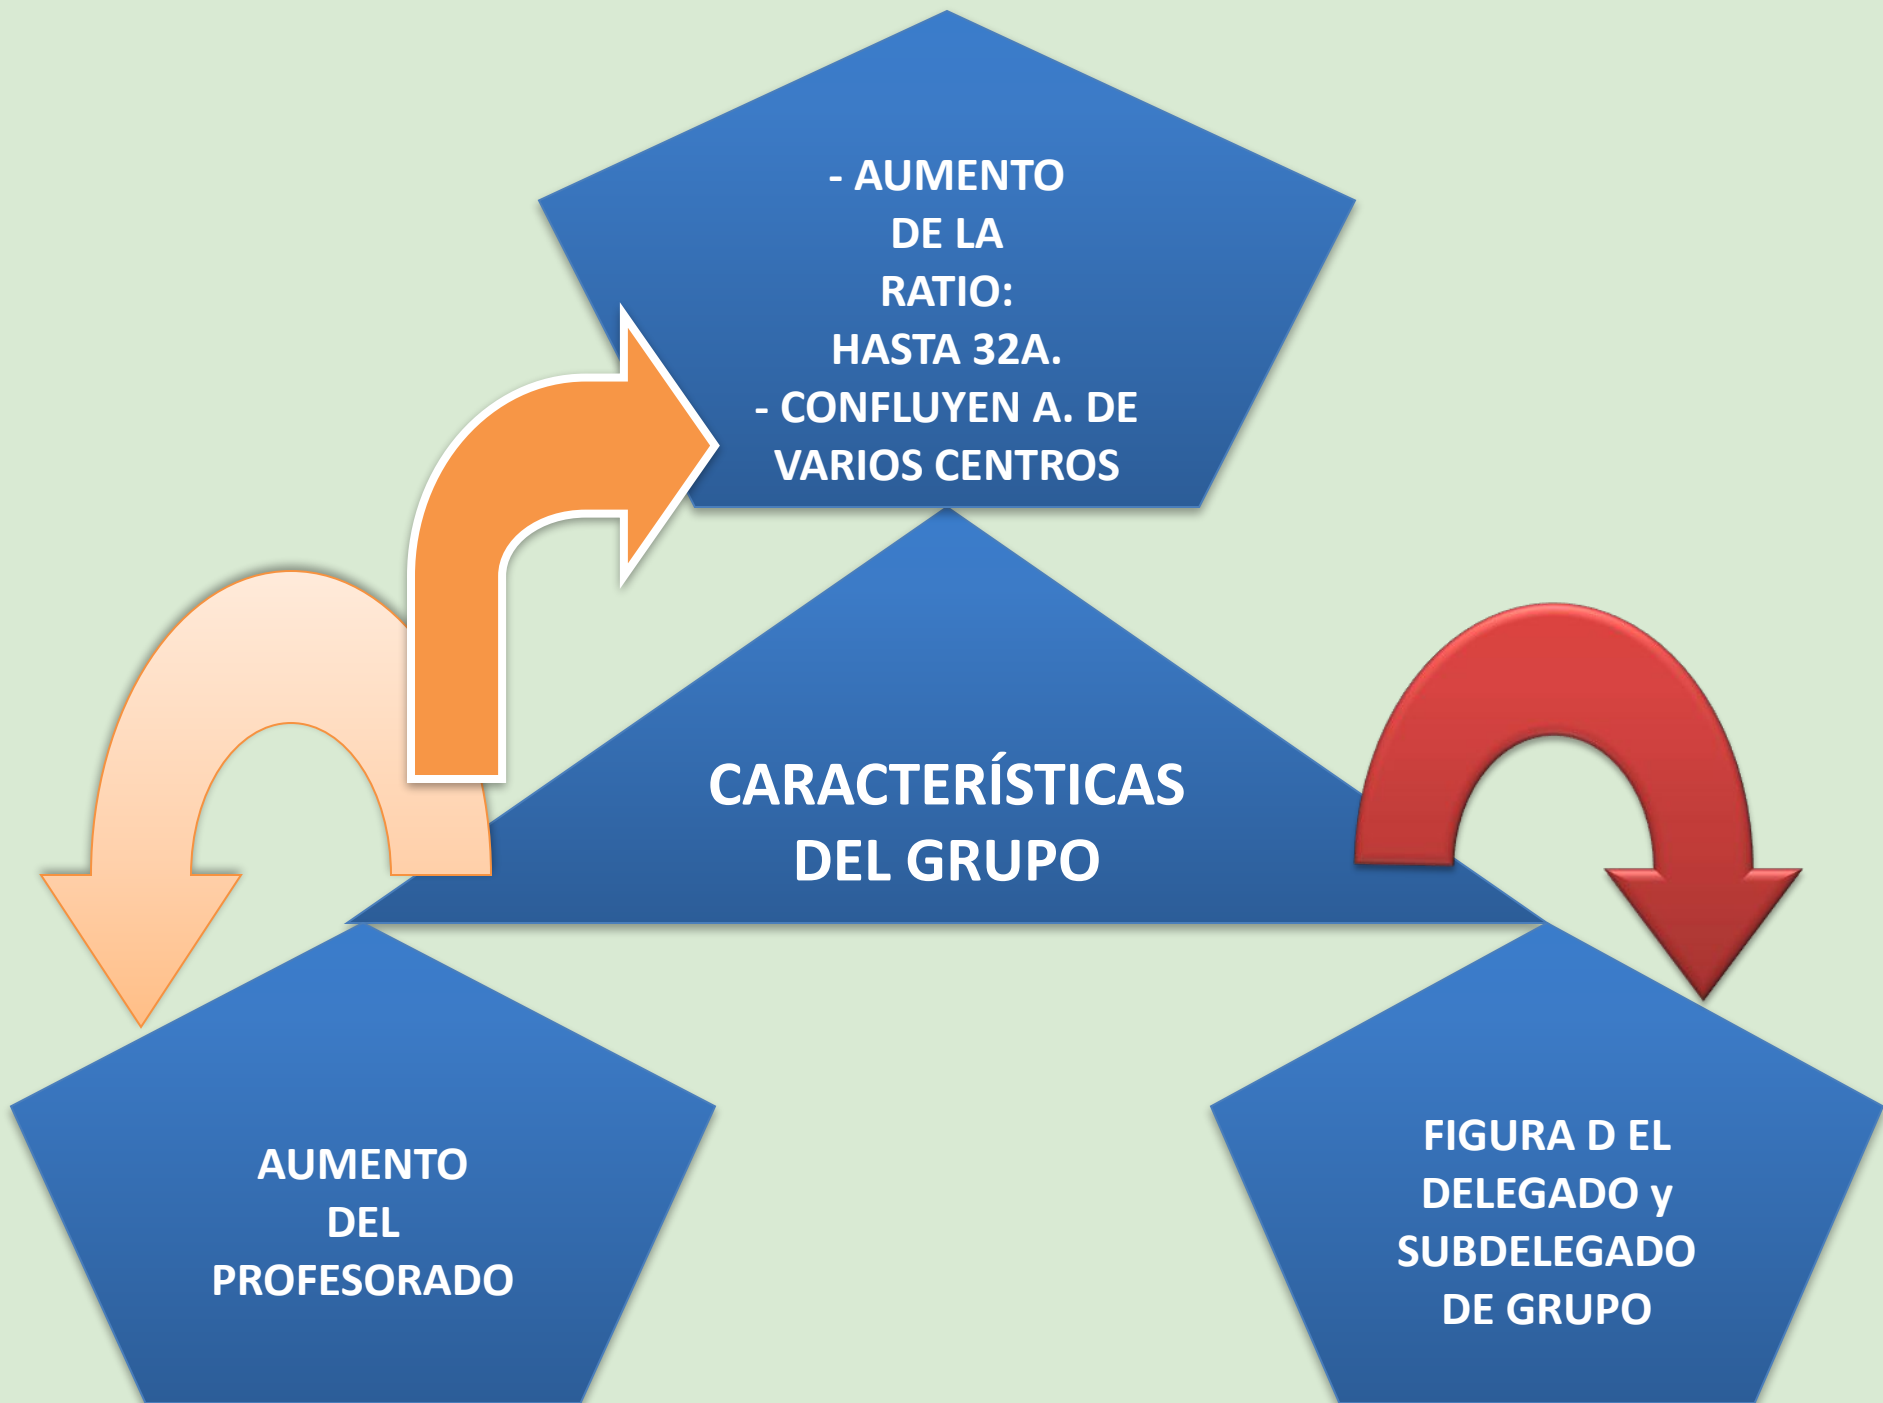 - AUMENTO
DE LA
RATIO:
HASTA 32A.
- CONFLUYEN A. DE
VARIOS CENTROS
CARACTERÍSTICAS
DEL GRUPO
AUMENTO
DEL
PROFESORADO
FIGURA D EL
DELEGADO y
SUBDELEGADO
DE GRUPO